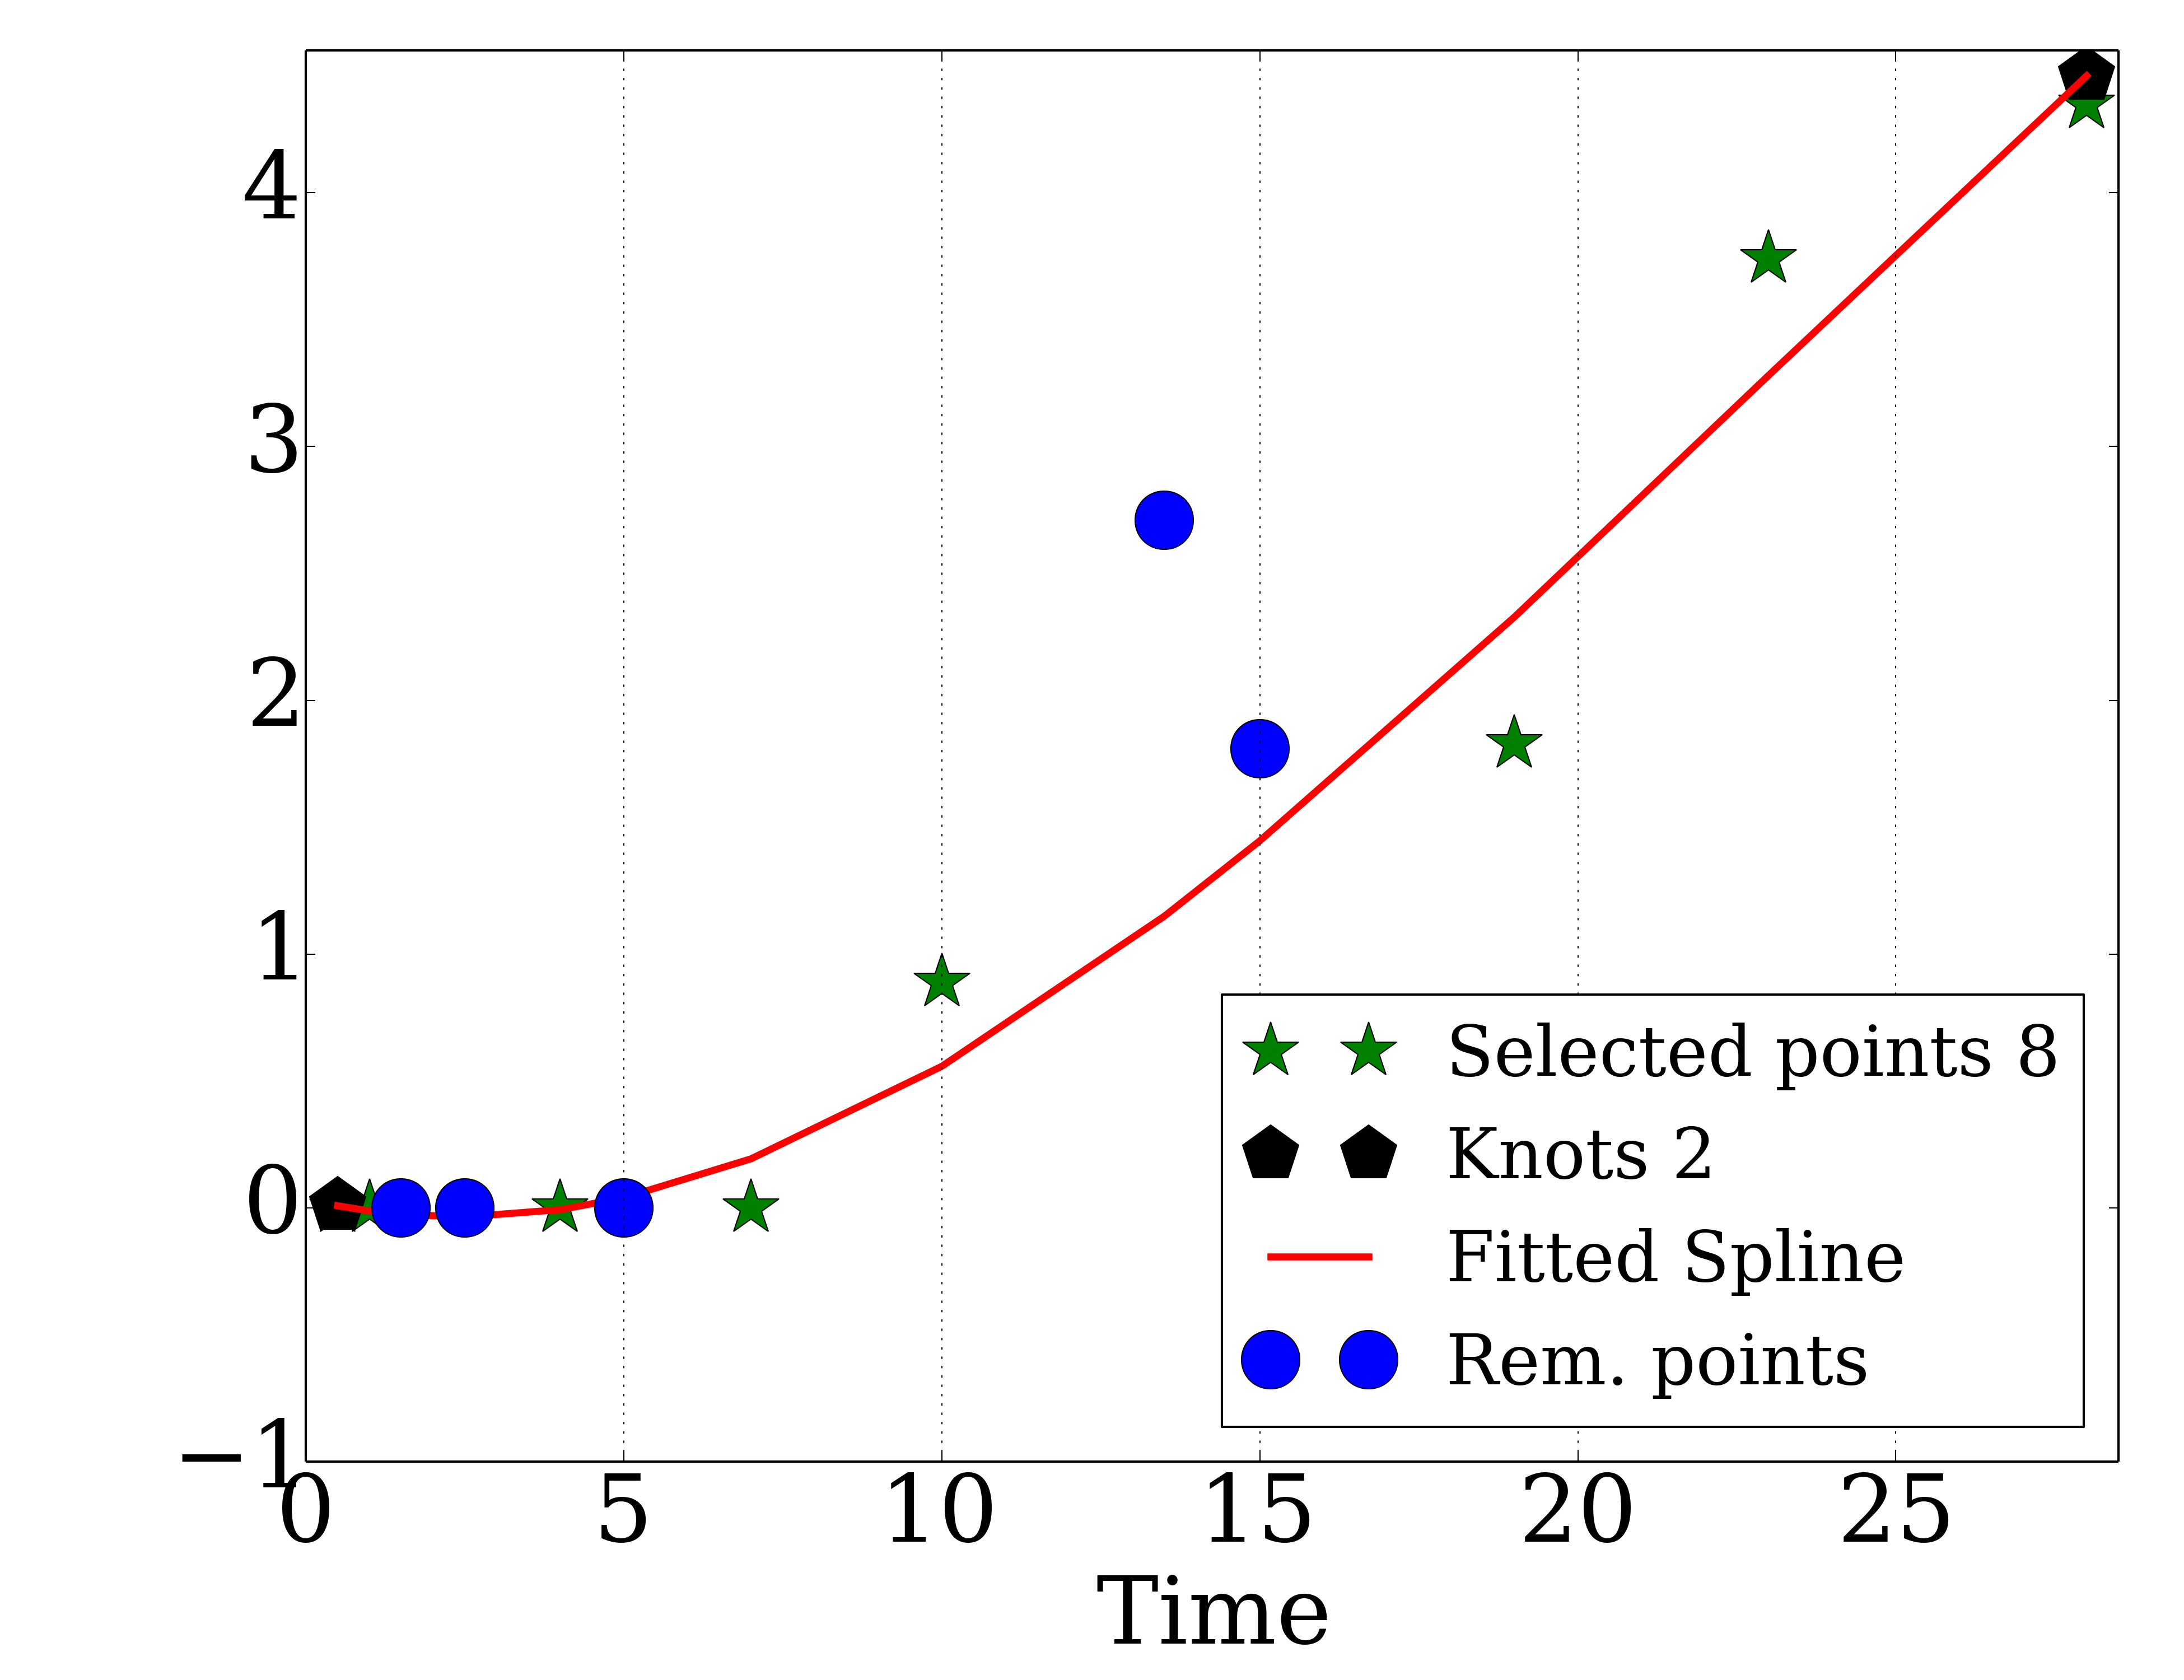 4
3
2
1
0
−1
0 5 10 15 20 25
Time
Selected points 8
Knots 2
Fitted Spline
Rem. points